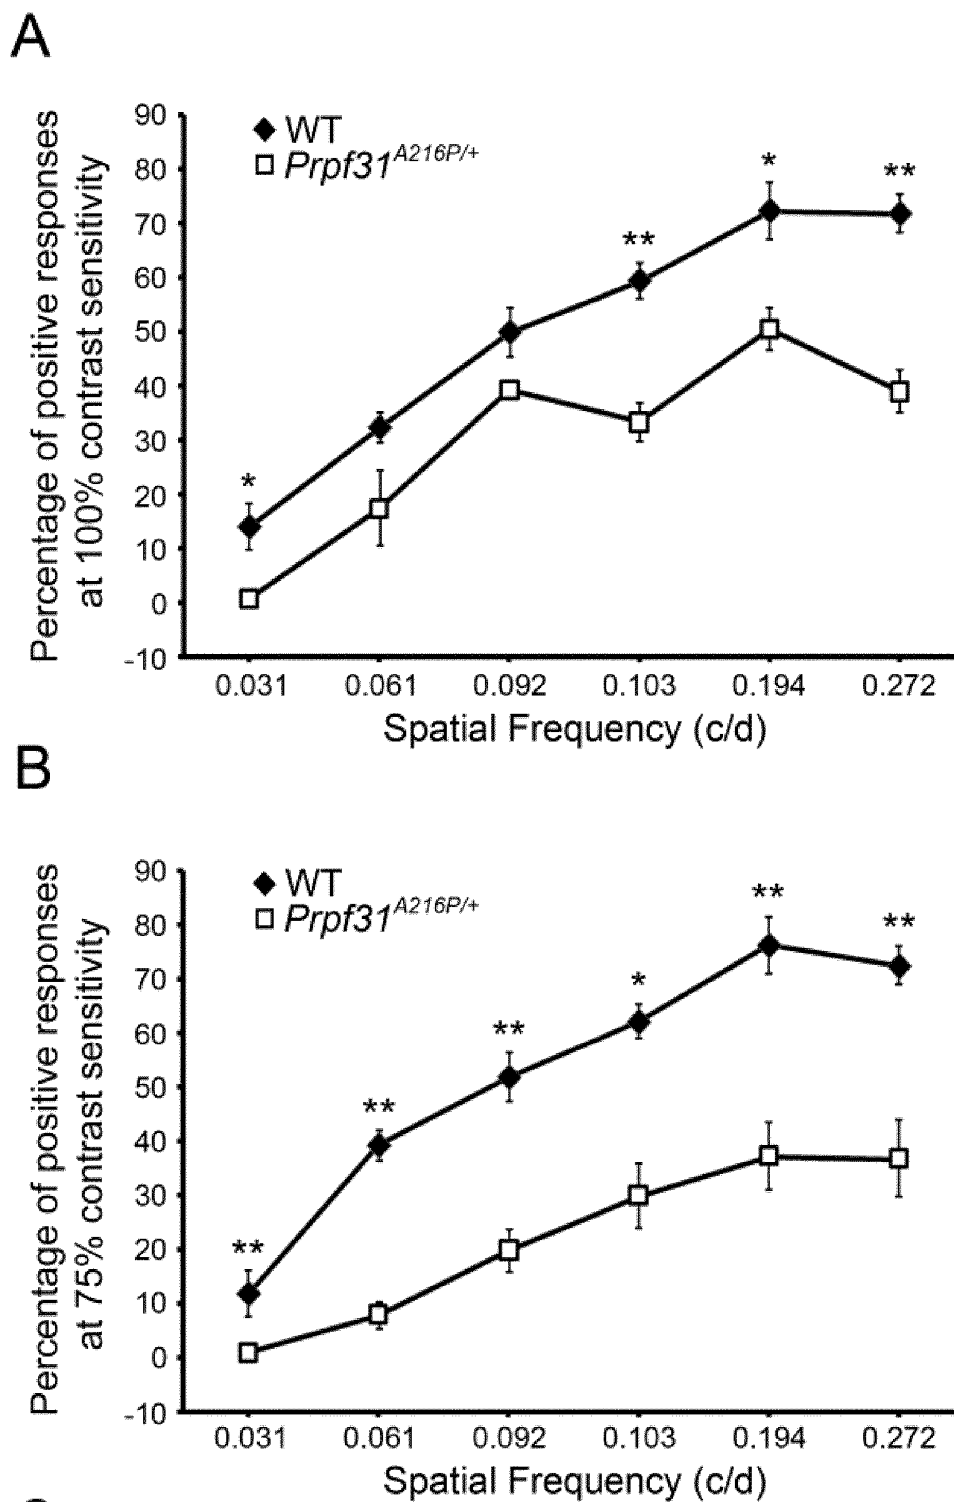 A
Percentage of positive responses
at 100% contrast sensitivity
90
80
70
60
50
40
30
20
10
0
-10
WT
Prpf31A216P/+
*
**
*
**
0.031 0.061 0.092 0.103 0.194 0.272
Spatial Frequency (c/d)
B
Percentage of positive responses
at 75% contrast sensitivity
90
80
70
60
50
40
30
20
10
0
-10
WT
Prpf31A216P/+
**
**
**
*
**
**
0.031 0.061 0.092 0.103 0.194 0.272
Spatial Frequency (c/d)